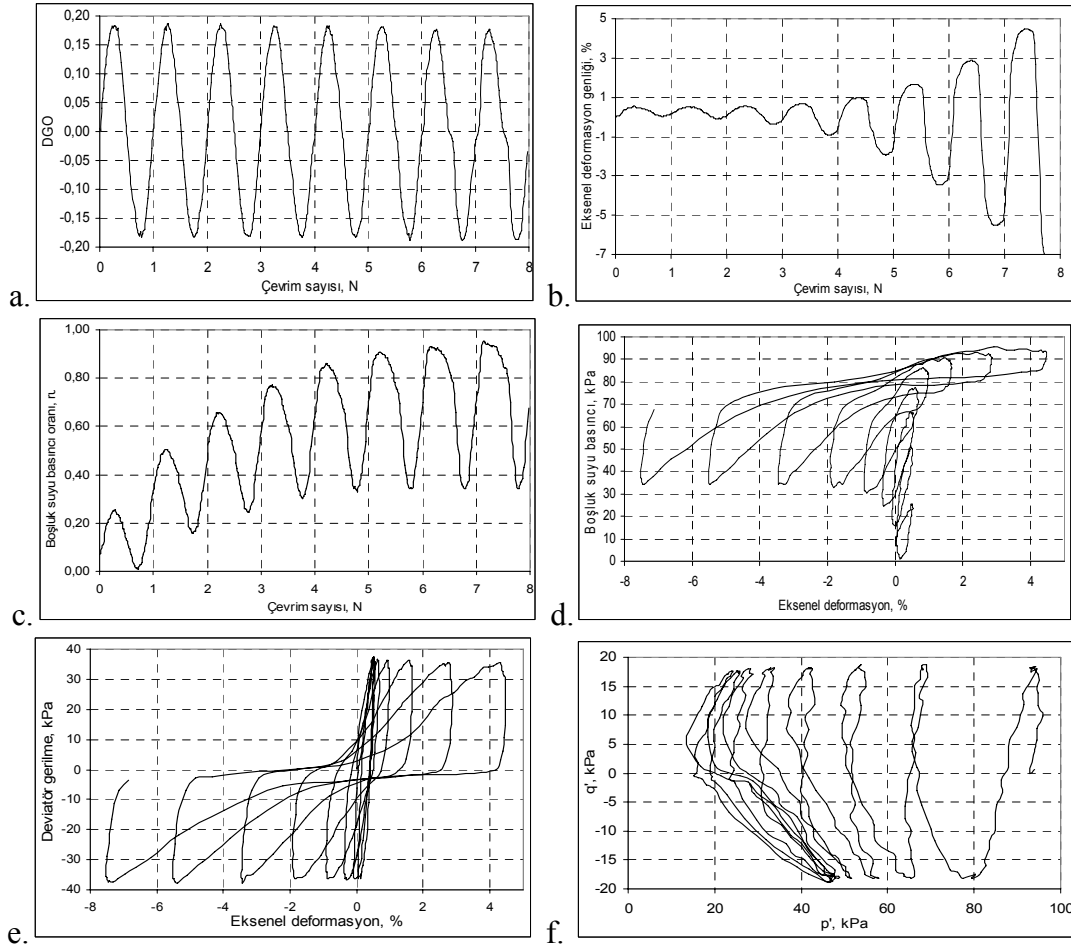 0,20
0,15
0,10
0,05
0,00
-0,05
-0,10
-0,15
-0,20
DGO
0 1 2 3 4 5 6 7 8
Çevrim sayısı, N
a.
5
3
1
-1
-3
-5
-7
Eksenel deformasyon genliği, %
0 1 2 3 4 5 6 7 8
Çevrim sayısı, N
b.
1,00
0,80
0,60
0,40
0,20
0,00
Boşluk suyu basıncı oranı,
0 1 2 3 4 5 6 7 8
Çevrim sayısı, N
c.
100
90
80
70
60
50
40
30
20
10
0
Boşluk suyu basıncı, kPa
-8 -6 -4 -2 0 2 4
Eksenel deformasyon, %
d.
40
30
20
10
0
-10
-20
-30
-40
Deviatör gerilme, kPa
-8 -6 -4 -2 0 2 4
Eksenel deformasyon, %
e.
20
15
10
5
0
-5
-10
-15
-20
q', kPa
0 20 40 60 80 100
p', kPa
f.